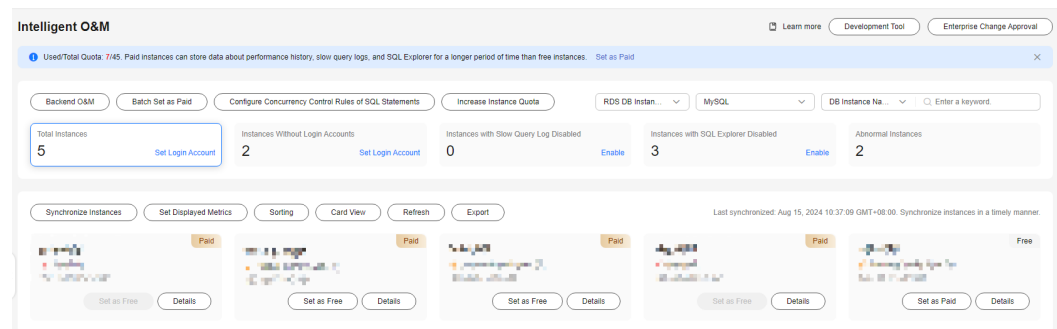 Intelligent O&M
Learn more
Development Tool
Enterprise Change Approval
Used/Total Quota: 7/45. Paid instances can store data about performance history, slow query logs, and SQL Explorer for a longer period of time than free instances. Set as Paid
Backend O&M
Batch Set as Paid
Configure Concurrency Control Rules of SQL Statements
Increase Instance Quota
RDS DB Instan...
MySQL
DB Instance Na...
Enter a keyword.
Total Instances
5
Set Login Account
Instances Without Login Accounts
2
Set Login Account
Instances with Slow Query Log Disabled
0
Enable
Instances with SQL Explorer Disabled
3
Enable
Abnormal Instances
2
Synchronize Instances
Set Displayed Metrics
Sorting
Card View
Refresh
Export
Last synchronized: Aug 15, 2024 10:37:09 GMT+08:00. Synchronize instances in a timely manner.
Paid
Set as Free
Details
Paid
Set as Free
Details
Paid
Set as Free
Details
Paid
Set as Free
Details
Free
Set as Paid
Details